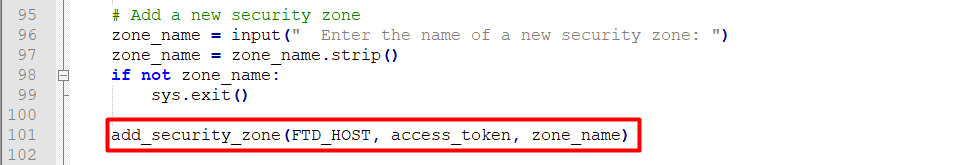 95 # Add a new security zone
96 zone_name = input("  Enter the name of a new security zone: ")
97 zone_name = zone_name.strip()
98 if not zone_name:
99     sys.exit()
100
101 add_security_zone(FTD_HOST, access_token, zone_name)
102